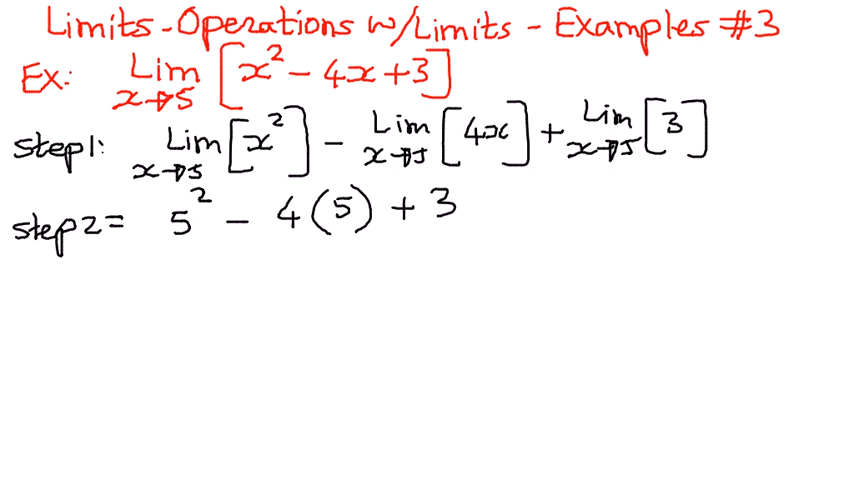 Limits - Operations w/Limits - Examples #3
Ex: Lim x→5 [x² - 4x + 3]
step1: Lim x→5 [x²] - Lim x→5 [4x] + Lim x→5 [3]
step2= 5² - 4(5) + 3